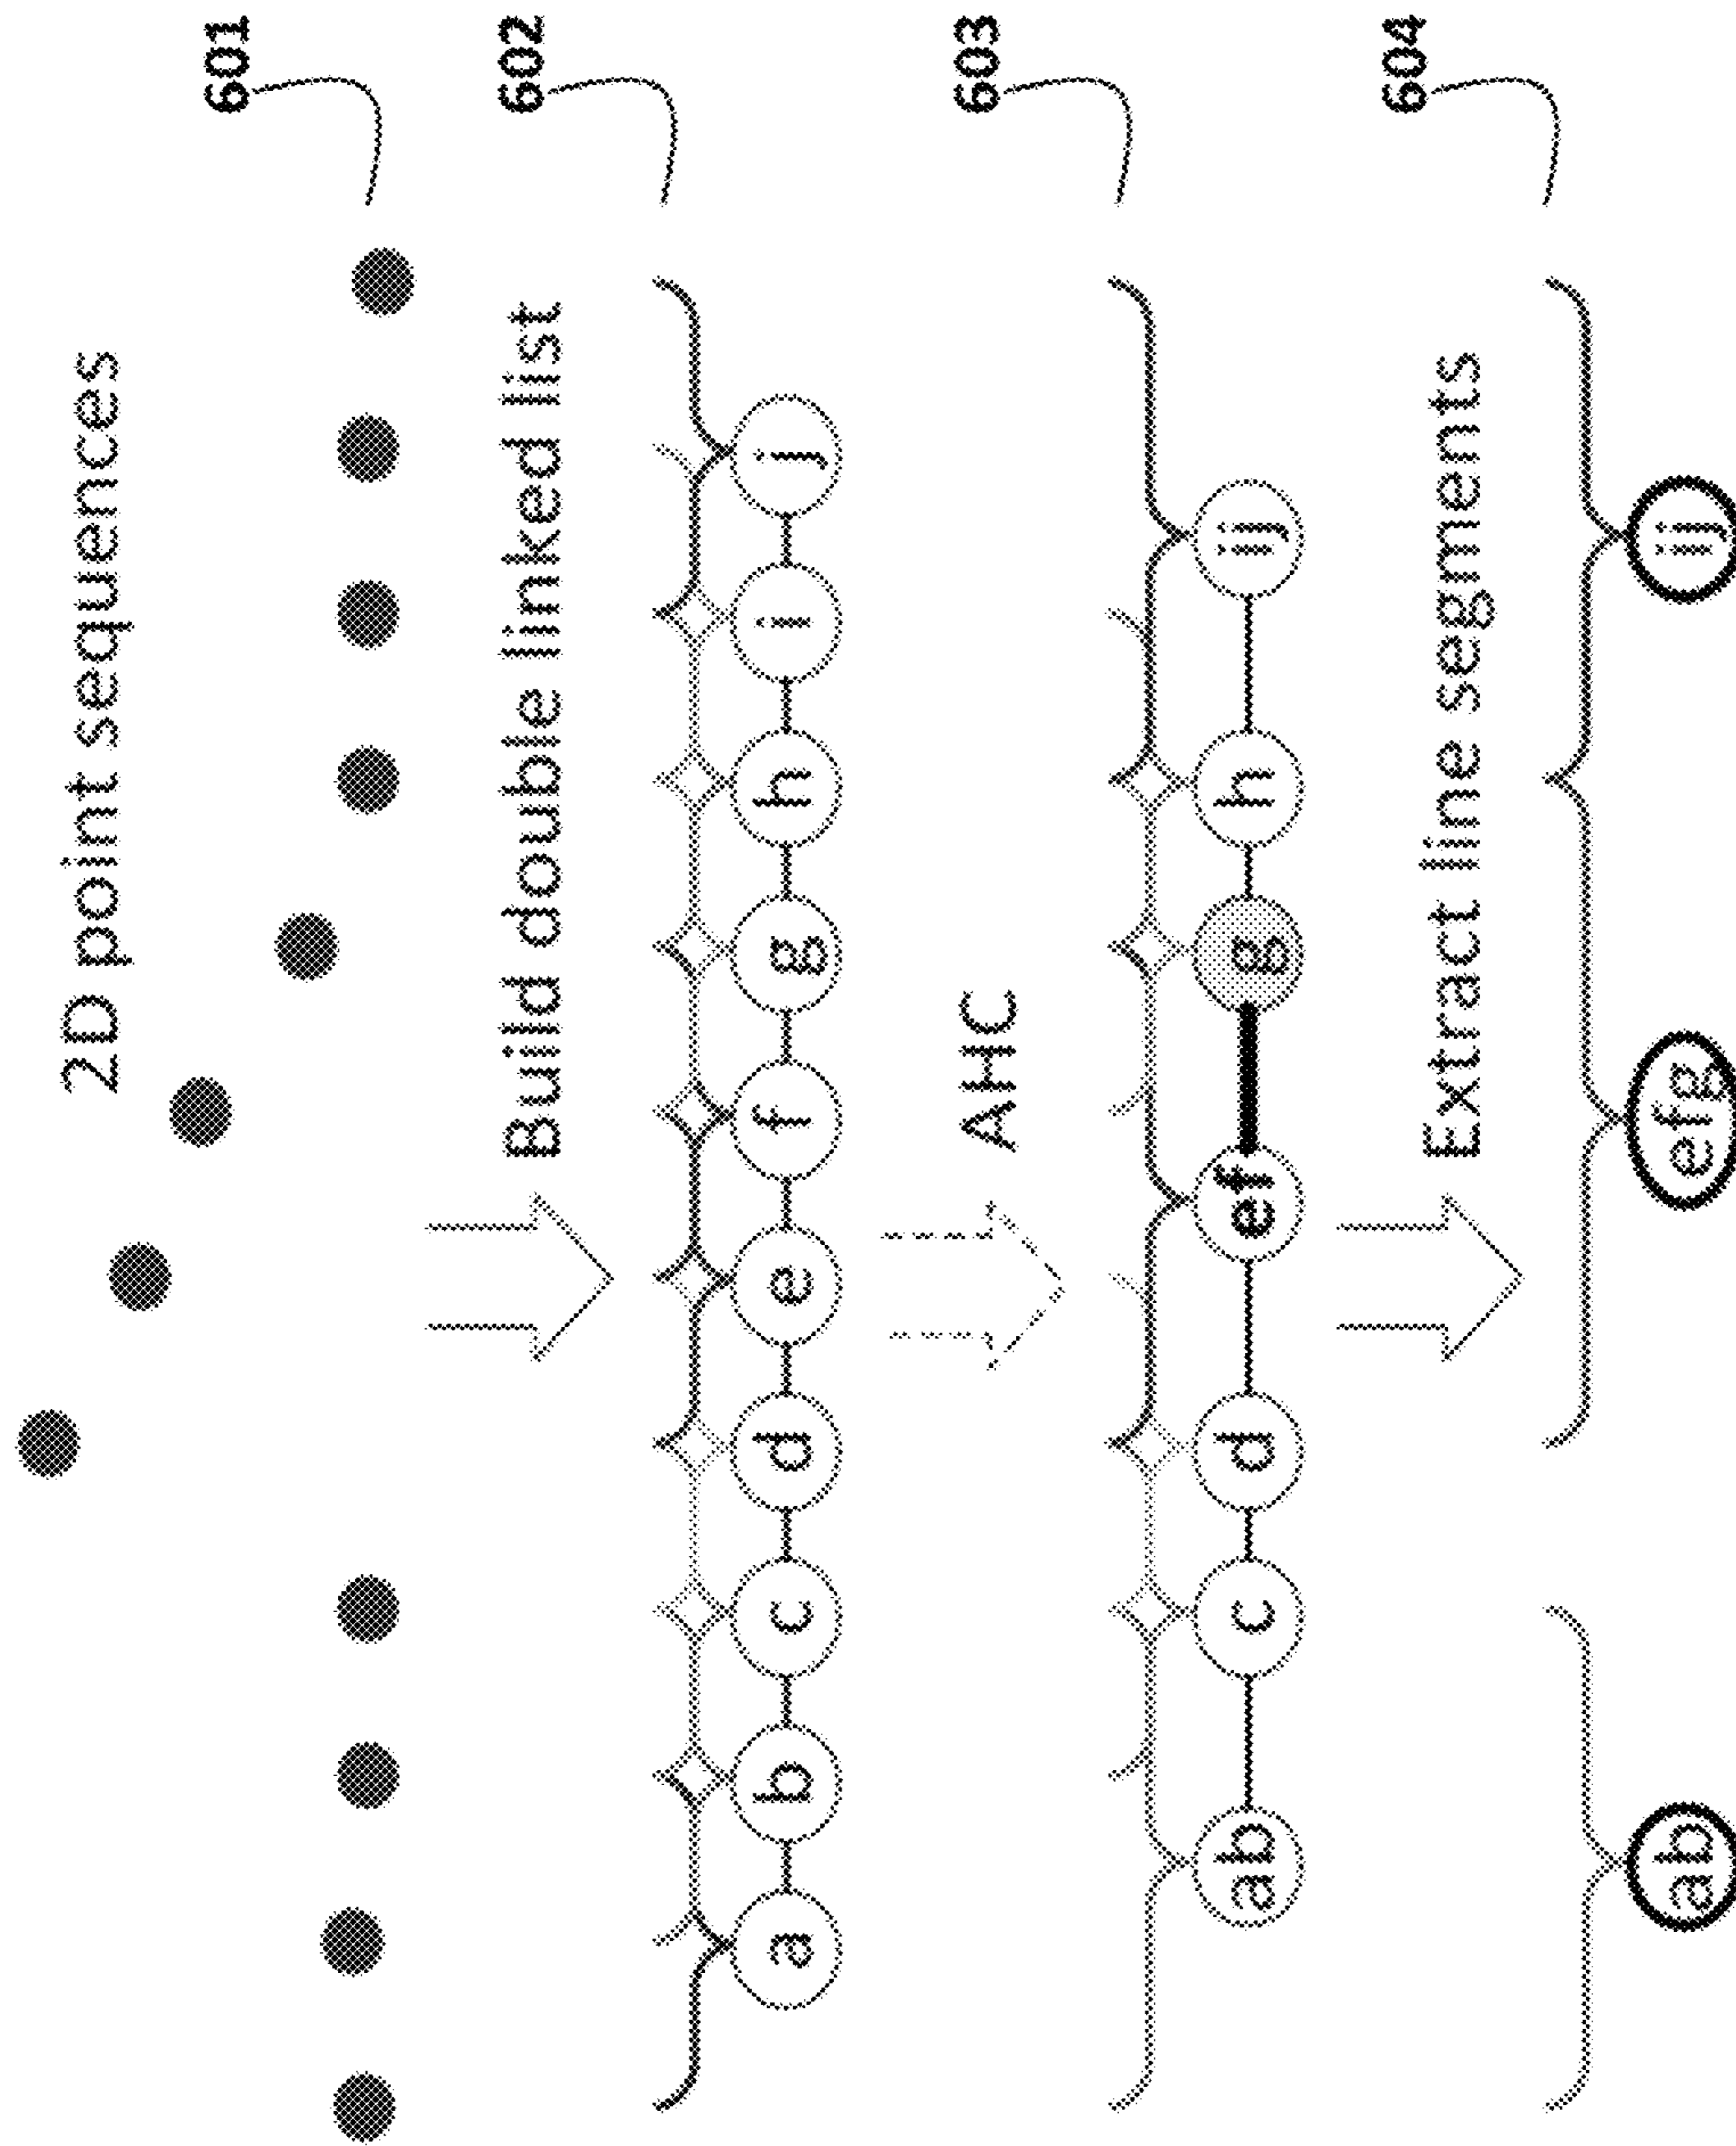 2D point sequences
601
Build double linked list
602
a b c d e f g h i j
AHC
603
ab c d ef g h ij
Extract line segments
604
ab efg ij